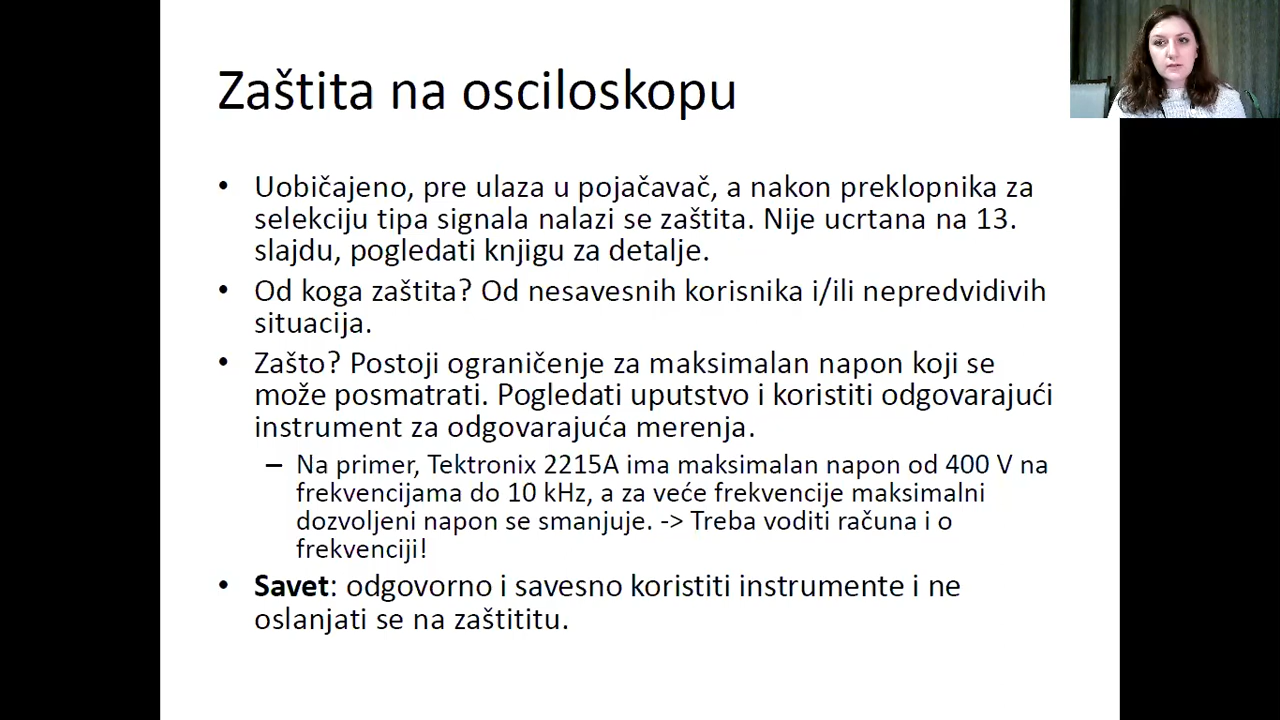 Zaštita na osciloskopu
• Uobičajeno, pre ulaza u pojačavač, a nakon preklopnika za
selekciju tipa signala nalazi se zaštita. Nije ucrtana na 13.
slajdu, pogledati knjigu za detalje.
• Od koga zaštita? Od nesavesnih korisnika i/ili nepredvidivih
situacija.
• Zašto? Postoji ograničenje za maksimalan napon koji se
može posmatrati. Pogledati uputstvo i koristiti odgovarajući
instrument za odgovarajuća merenja.
– Na primer, Tektronix 2215A ima maksimalan napon od 400 V na
frekvencijama do 10 kHz, a za veće frekvencije maksimalni
dozvoljeni napon se smanjuje. -> Treba voditi računa i o
frekvenciji!
• Savet: odgovorno i savesno koristiti instrumente i ne
oslanjati se na zaštititu.